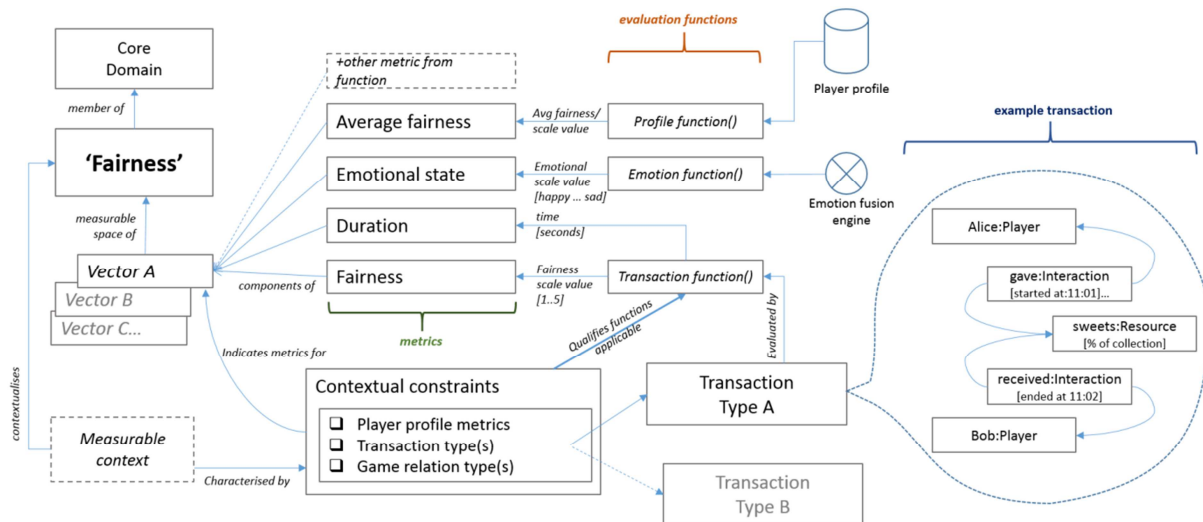 Core
Domain
member of
'Fairness'
measurable
space of
Vector A
Vector B
Vector C...
contextualises
Measurable
context
Characterised by
Indicates metrics for
components of
+other metric from
function
Average fairness
Emotional state
Duration
Fairness
metrics
evaluation functions
Avg fairness/
scale value
Profile function()
Emotional
scale value
[happy ... sad]
Emotion function()
time
[seconds]
Fairness
scale value
[1..5]
Transaction function()
Player profile
Emotion fusion
engine
Qualifies functions
applicable
Evaluated by
Contextual constraints
Player profile metrics
Transaction type(s)
Game relation type(s)
Transaction
Type A
Transaction
Type B
example transaction
Alice:Player
gave:Interaction
[started at:11:01]...
sweets:Resource
[% of collection]
received:Interaction
[ended at 11:02]
Bob:Player